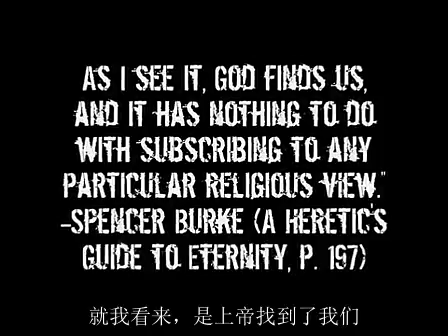 AS I SEE IT, GOD FINDS US,
AND IT HAS NOTHING TO DO
WITH SUBSCRIBING TO ANY
PARTICULAR RELIGIOUS VIEW."
-SPENCER BURKE (A HERETIC'S
GUIDE TO ETERNITY, P. 197)
就我看来，是上帝找到了我们